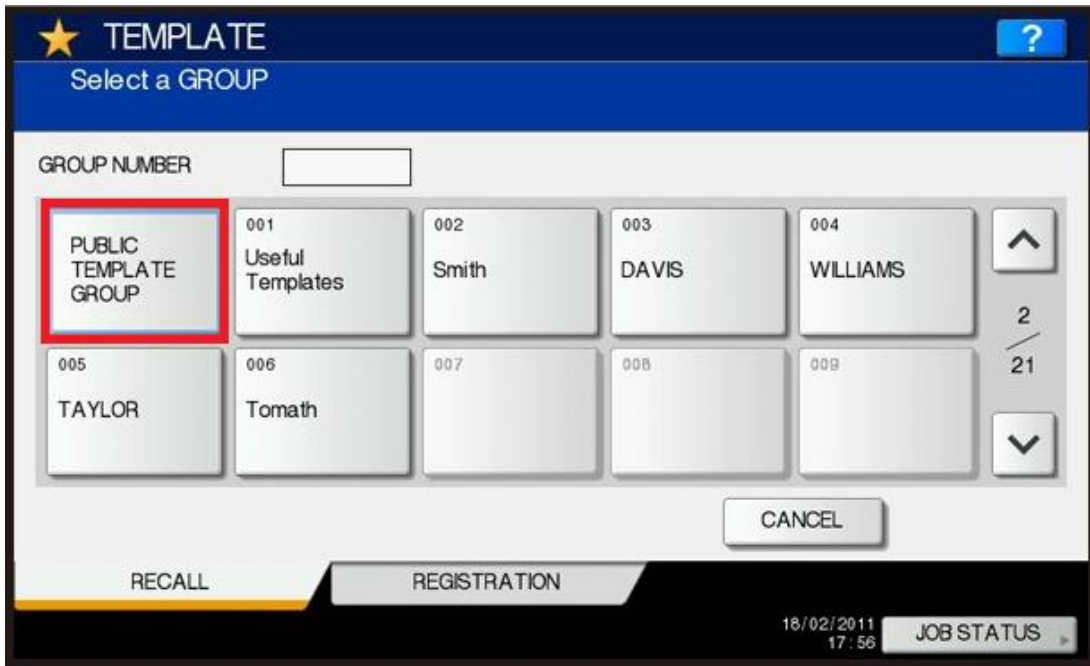 TEMPLATE
?
Select a GROUP
GROUP NUMBER
PUBLIC
TEMPLATE
GROUP
001
Useful
Templates
002
Smith
003
DAVIS
004
WILLIAMS
2
21
005
TAYLOR
006
Tomath
007
008
009
CANCEL
RECALL
REGISTRATION
18/02/2011
17:56
JOB STATUS